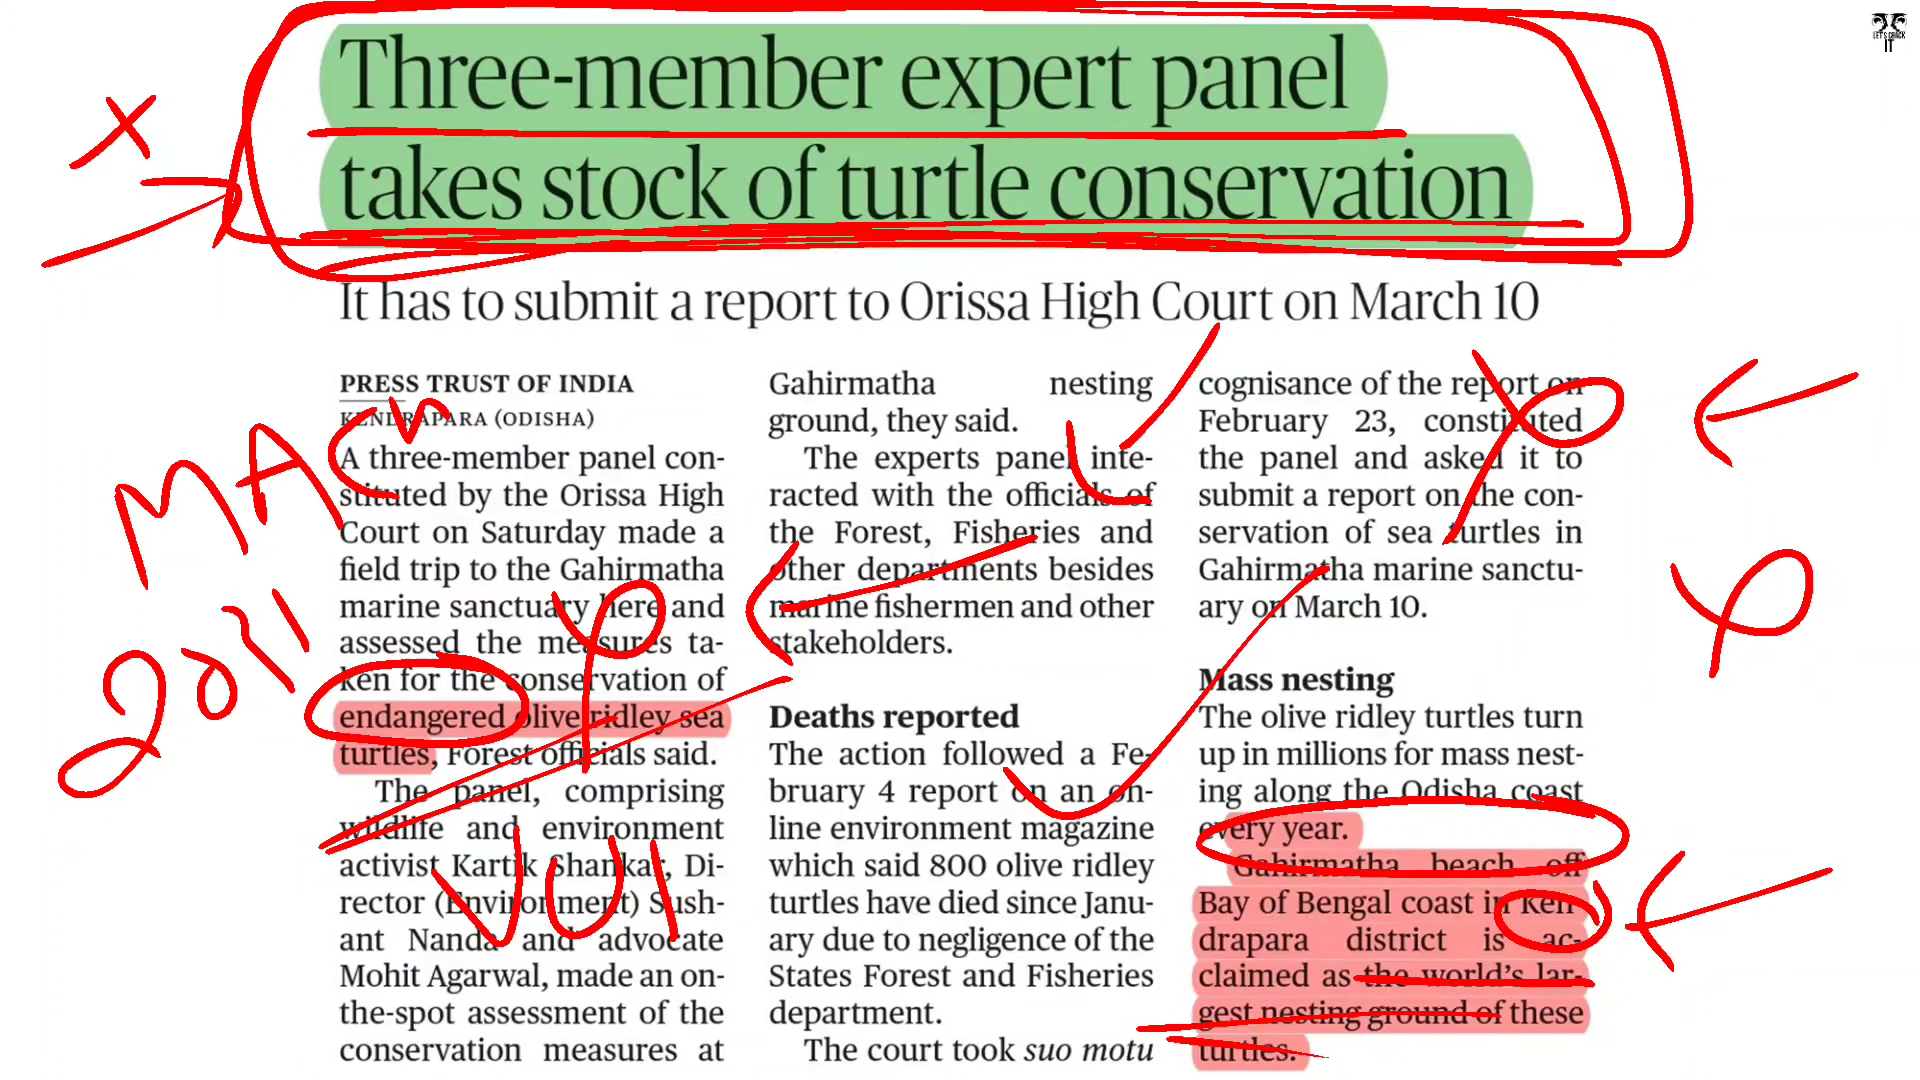 LET'S CRACK
IT
Three-member expert panel
takes stock of turtle conservation
It has to submit a report to Orissa High Court on March 10
PRESS TRUST OF INDIA
KENDRAPARA (ODISHA)
A three-member panel con-
stituted by the Orissa High
Court on Saturday made a
field trip to the Gahirmatha
marine sanctuary here and
assessed the measures ta-
ken for the conservation of
endangered olive ridley sea
turtles, Forest officials said.
The panel, comprising
wildlife and environment
activist Kartik Shankar, Di-
rector (Environment) Sush-
ant Nanda and advocate
Mohit Agarwal, made an on-
the-spot assessment of the
conservation measures at
Gahirmatha nesting
ground, they said.
The experts panel inte-
racted with the officials of
the Forest, Fisheries and
other departments besides
marine fishermen and other
stakeholders.
Deaths reported
The action followed a Fe-
bruary 4 report on an on-
line environment magazine
which said 800 olive ridley
turtles have died since Janu-
ary due to negligence of the
States Forest and Fisheries
department.
The court took suo motu
cognisance of the report on
February 23, constituted
the panel and asked it to
submit a report on the con-
servation of sea turtles in
Gahirmatha marine sanctu-
ary on March 10.
Mass nesting
The olive ridley turtles turn
up in millions for mass nest-
ing along the Odisha coast
every year.
Gahirmatha beach off
Bay of Bengal coast in Ken-
drapara district is ac-
claimed as the world's lar-
gest nesting ground of these
turtles.
VUI